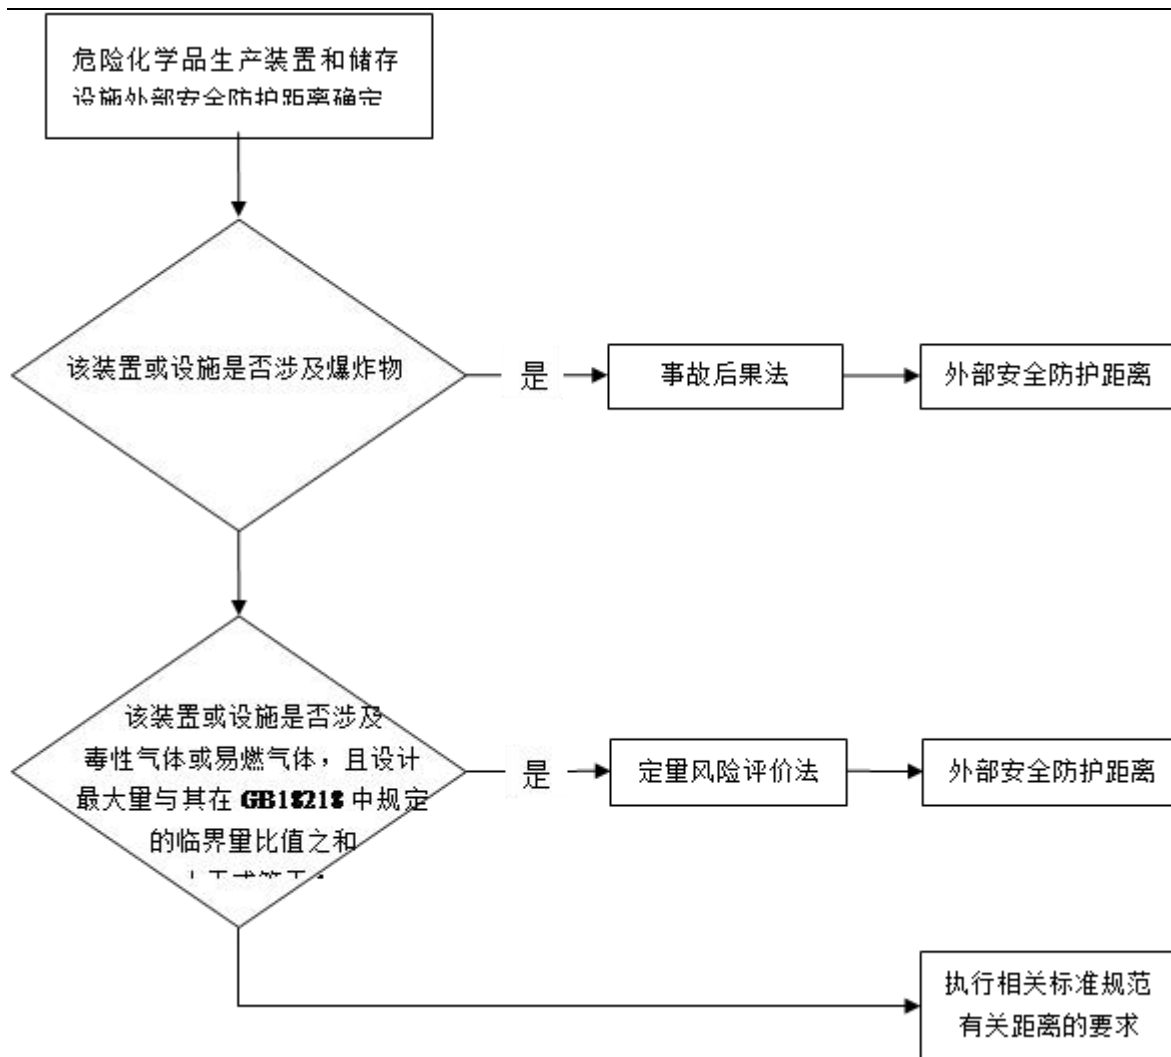 危险化学品生产装置和储存
设施外部安全防护距离确定
该装置或设施是否涉及爆炸物
是
事故后果法
外部安全防护距离
该装置或设施是否涉及
毒性气体或易燃气体，且设计
最大量与其在 GB18218 中规定
的临界量比值之和
是
定量风险评价法
外部安全防护距离
执行相关标准规范
有关距离的要求